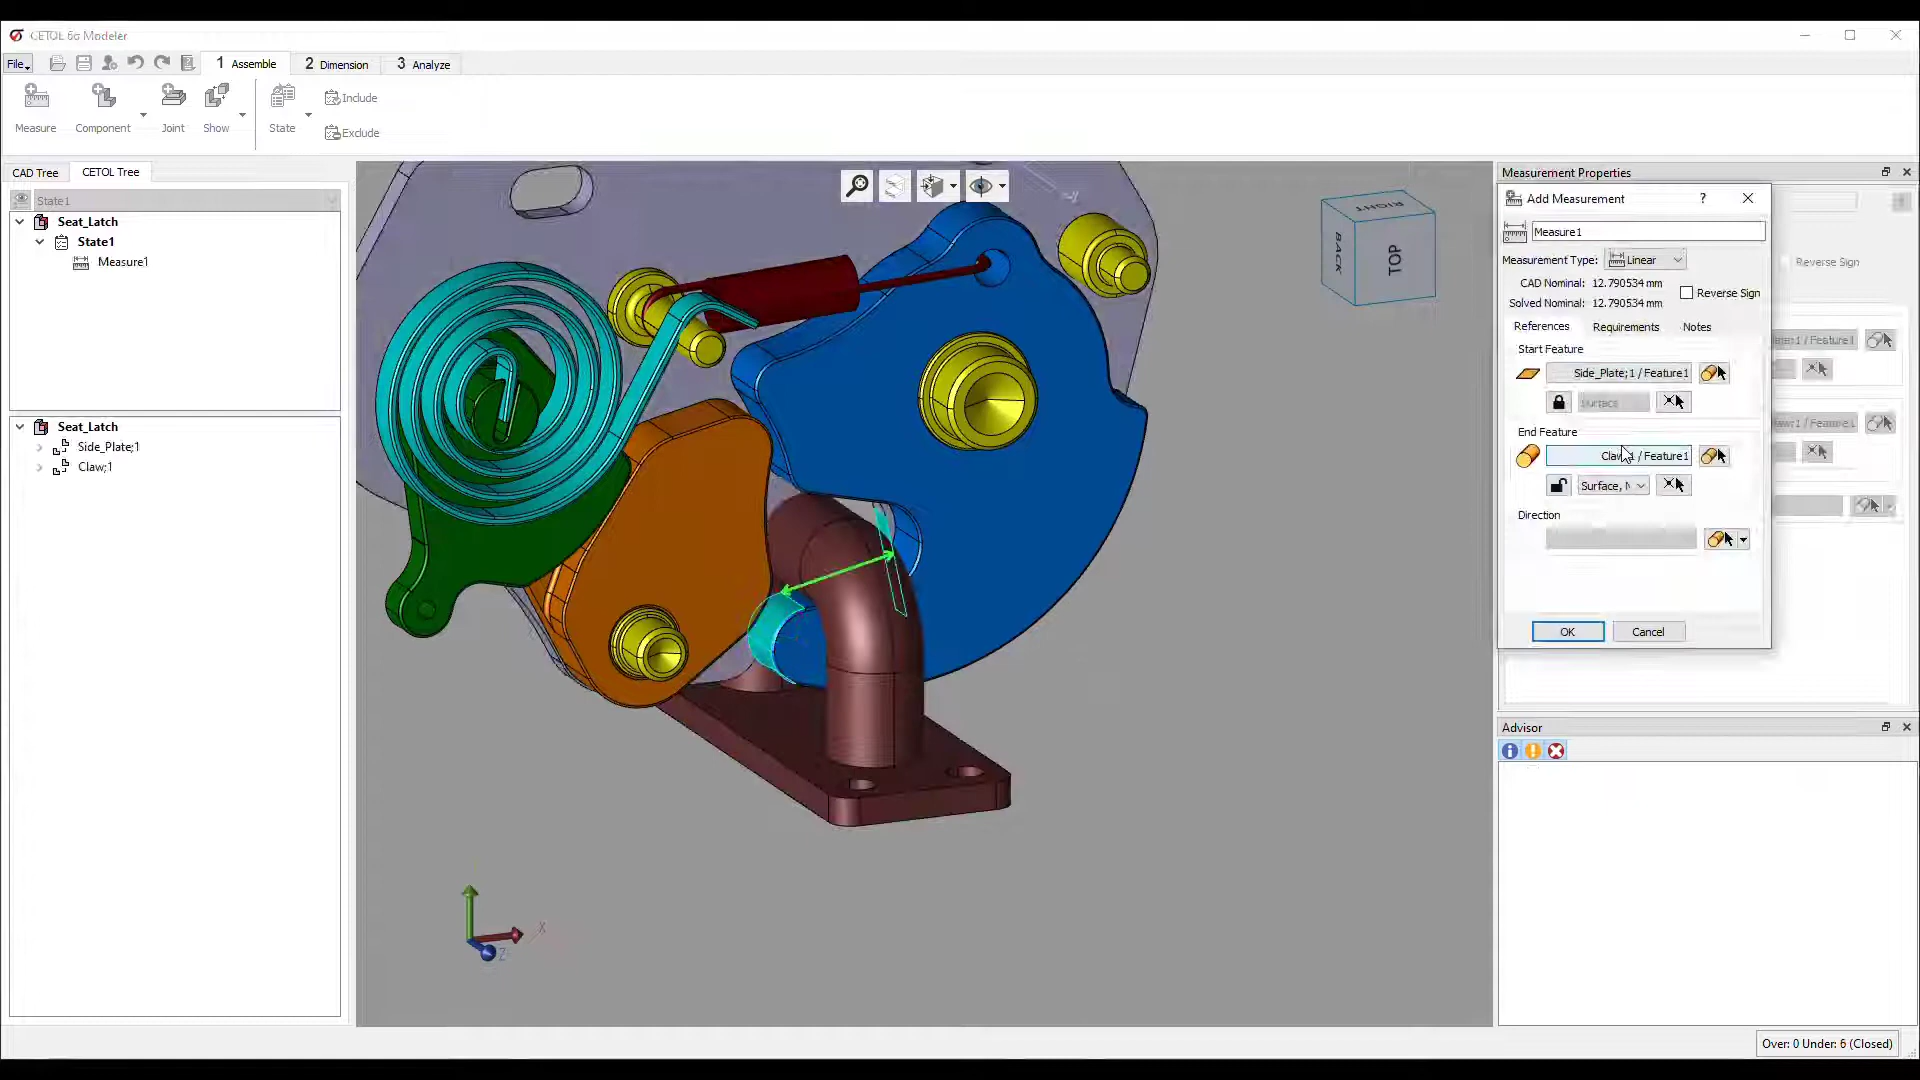 CETOL 6σ Modeler
File
1 Assemble
2 Dimension
3 Analyze
Measure
Component
Joint
Show
State
Include
Exclude
CAD Tree
CETOL Tree
State1
Seat_Latch
State1
Measure1
Seat_Latch
Side_Plate;1
Claw;1
RIGHT
BACK
TOP
X
Z
Measurement Properties
Add Measurement
?
Measure1
Measurement Type:
Linear
CAD Nominal: 12.790534 mm
Solved Nominal: 12.790534 mm
Reverse Sign
Reverse Sign
References
Requirements
Notes
Start Feature
Side_Plate;1 / Feature1
Surface
End Feature
/ Feature1
Surface, N
Direction
OK
Cancel
Advisor
Over: 0 Under: 6 (Closed)